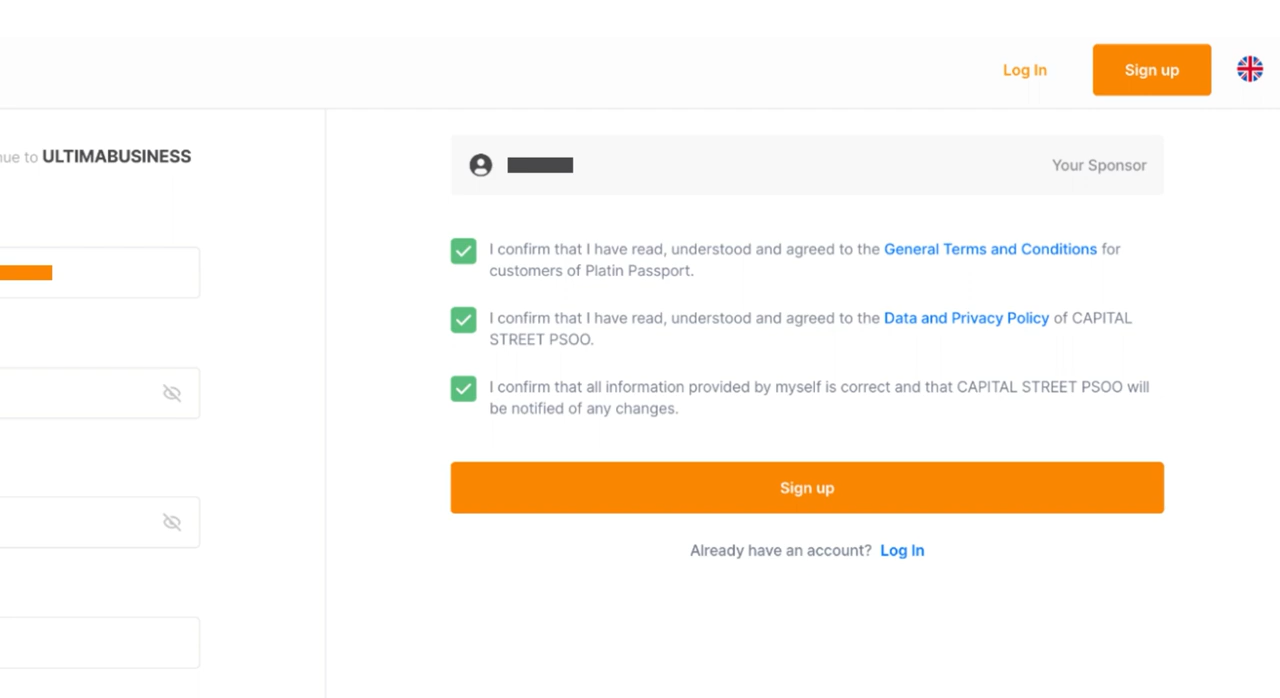 Log In
Sign up
to ULTIMABUSINESS
Your Sponsor
I confirm that I have read, understood and agreed to the General Terms and Conditions for
customers of Platin Passport.
I confirm that I have read, understood and agreed to the Data and Privacy Policy of CAPITAL
STREET PSOO.
I confirm that all information provided by myself is correct and that CAPITAL STREET PSOO will
be notified of any changes.
Sign up
Already have an account? Log In